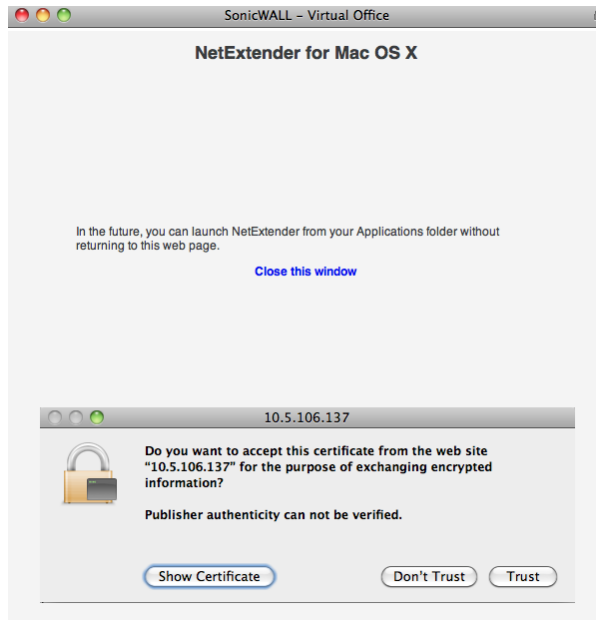 SonicWALL – Virtual Office
NetExtender for Mac OS X
In the future, you can launch NetExtender from your Applications folder without
returning to this web page.
Close this window
10.5.106.137
Do you want to accept this certificate from the web site
"10.5.106.137" for the purpose of exchanging encrypted
information?
Publisher authenticity can not be verified.
Show Certificate
Don't Trust
Trust